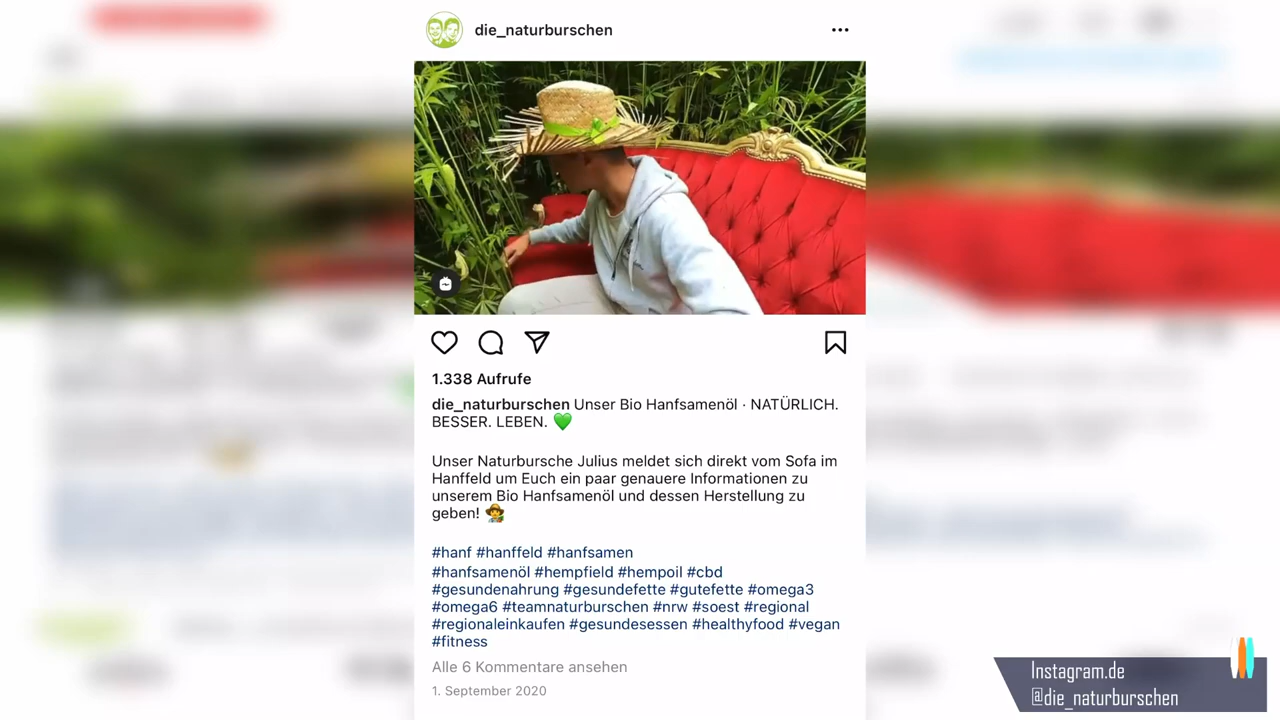 die_naturburschen
1.338 Aufrufe
die_naturburschen Unser Bio Hanfsamenöl · NATÜRLICH.
BESSER. LEBEN. 💚
Unser Naturbursche Julius meldet sich direkt vom Sofa im
Hanffeld um Euch ein paar genauere Informationen zu
unserem Bio Hanfsamenöl und dessen Herstellung zu
geben! 👨‍🌾
#hanf #hanffeld #hanfsamen
#hanfsamenöl #hempfield #hempoil #cbd
#gesundenahrung #gesundefette #gutefette #omega3
#omega6 #teamnaturburschen #nrw #soest #regional
#regionaleinkaufen #gesundesessen #healthyfood #vegan
#fitness
Alle 6 Kommentare ansehen
1. September 2020
Instagram.de
@die_naturburschen